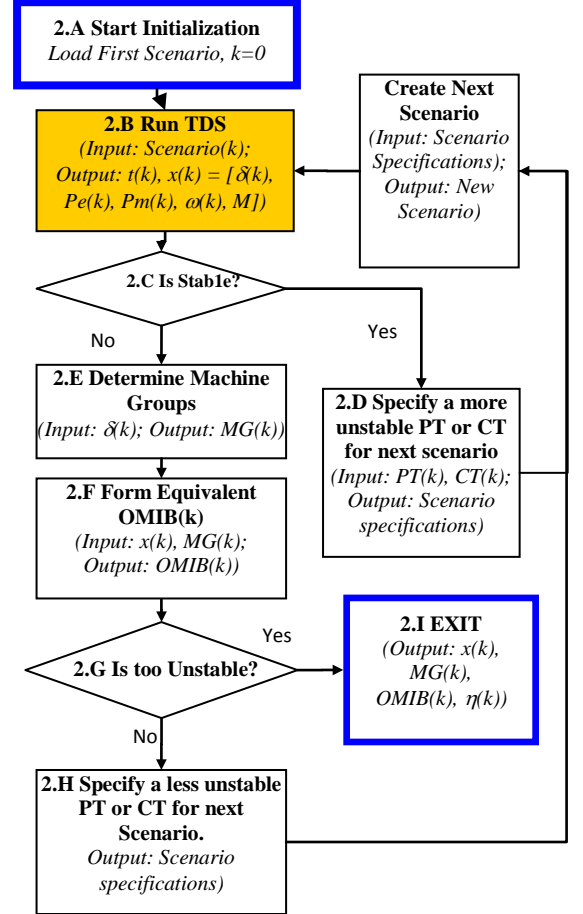 2.A Start Initialization
Load First Scenario, k=0
2.B Run TDS
(Input: Scenario(k);
Output: t(k), x(k) = [δ(k),
Pe(k), Pm(k), ω(k), M])
Create Next
Scenario
(Input: Scenario
Specifications);
Output: New
Scenario)
2.C Is Stab1e?
No
Yes
2.E Determine Machine
Groups
(Input: δ(k); Output: MG(k))
2.D Specify a more
unstable PT or CT
for next scenario
(Input: PT(k), CT(k);
Output: Scenario
specifications)
2.F Form Equivalent
OMIB(k)
(Input: x(k), MG(k;
Output: OMIB(k))
2.G Is too Unstable?
Yes
No
2.I EXIT
(Output: x(k),
MG(k),
OMIB(k), η(k))
2.H Specify a less unstable
PT or CT for next
Scenario.
Output: Scenario
specifications)